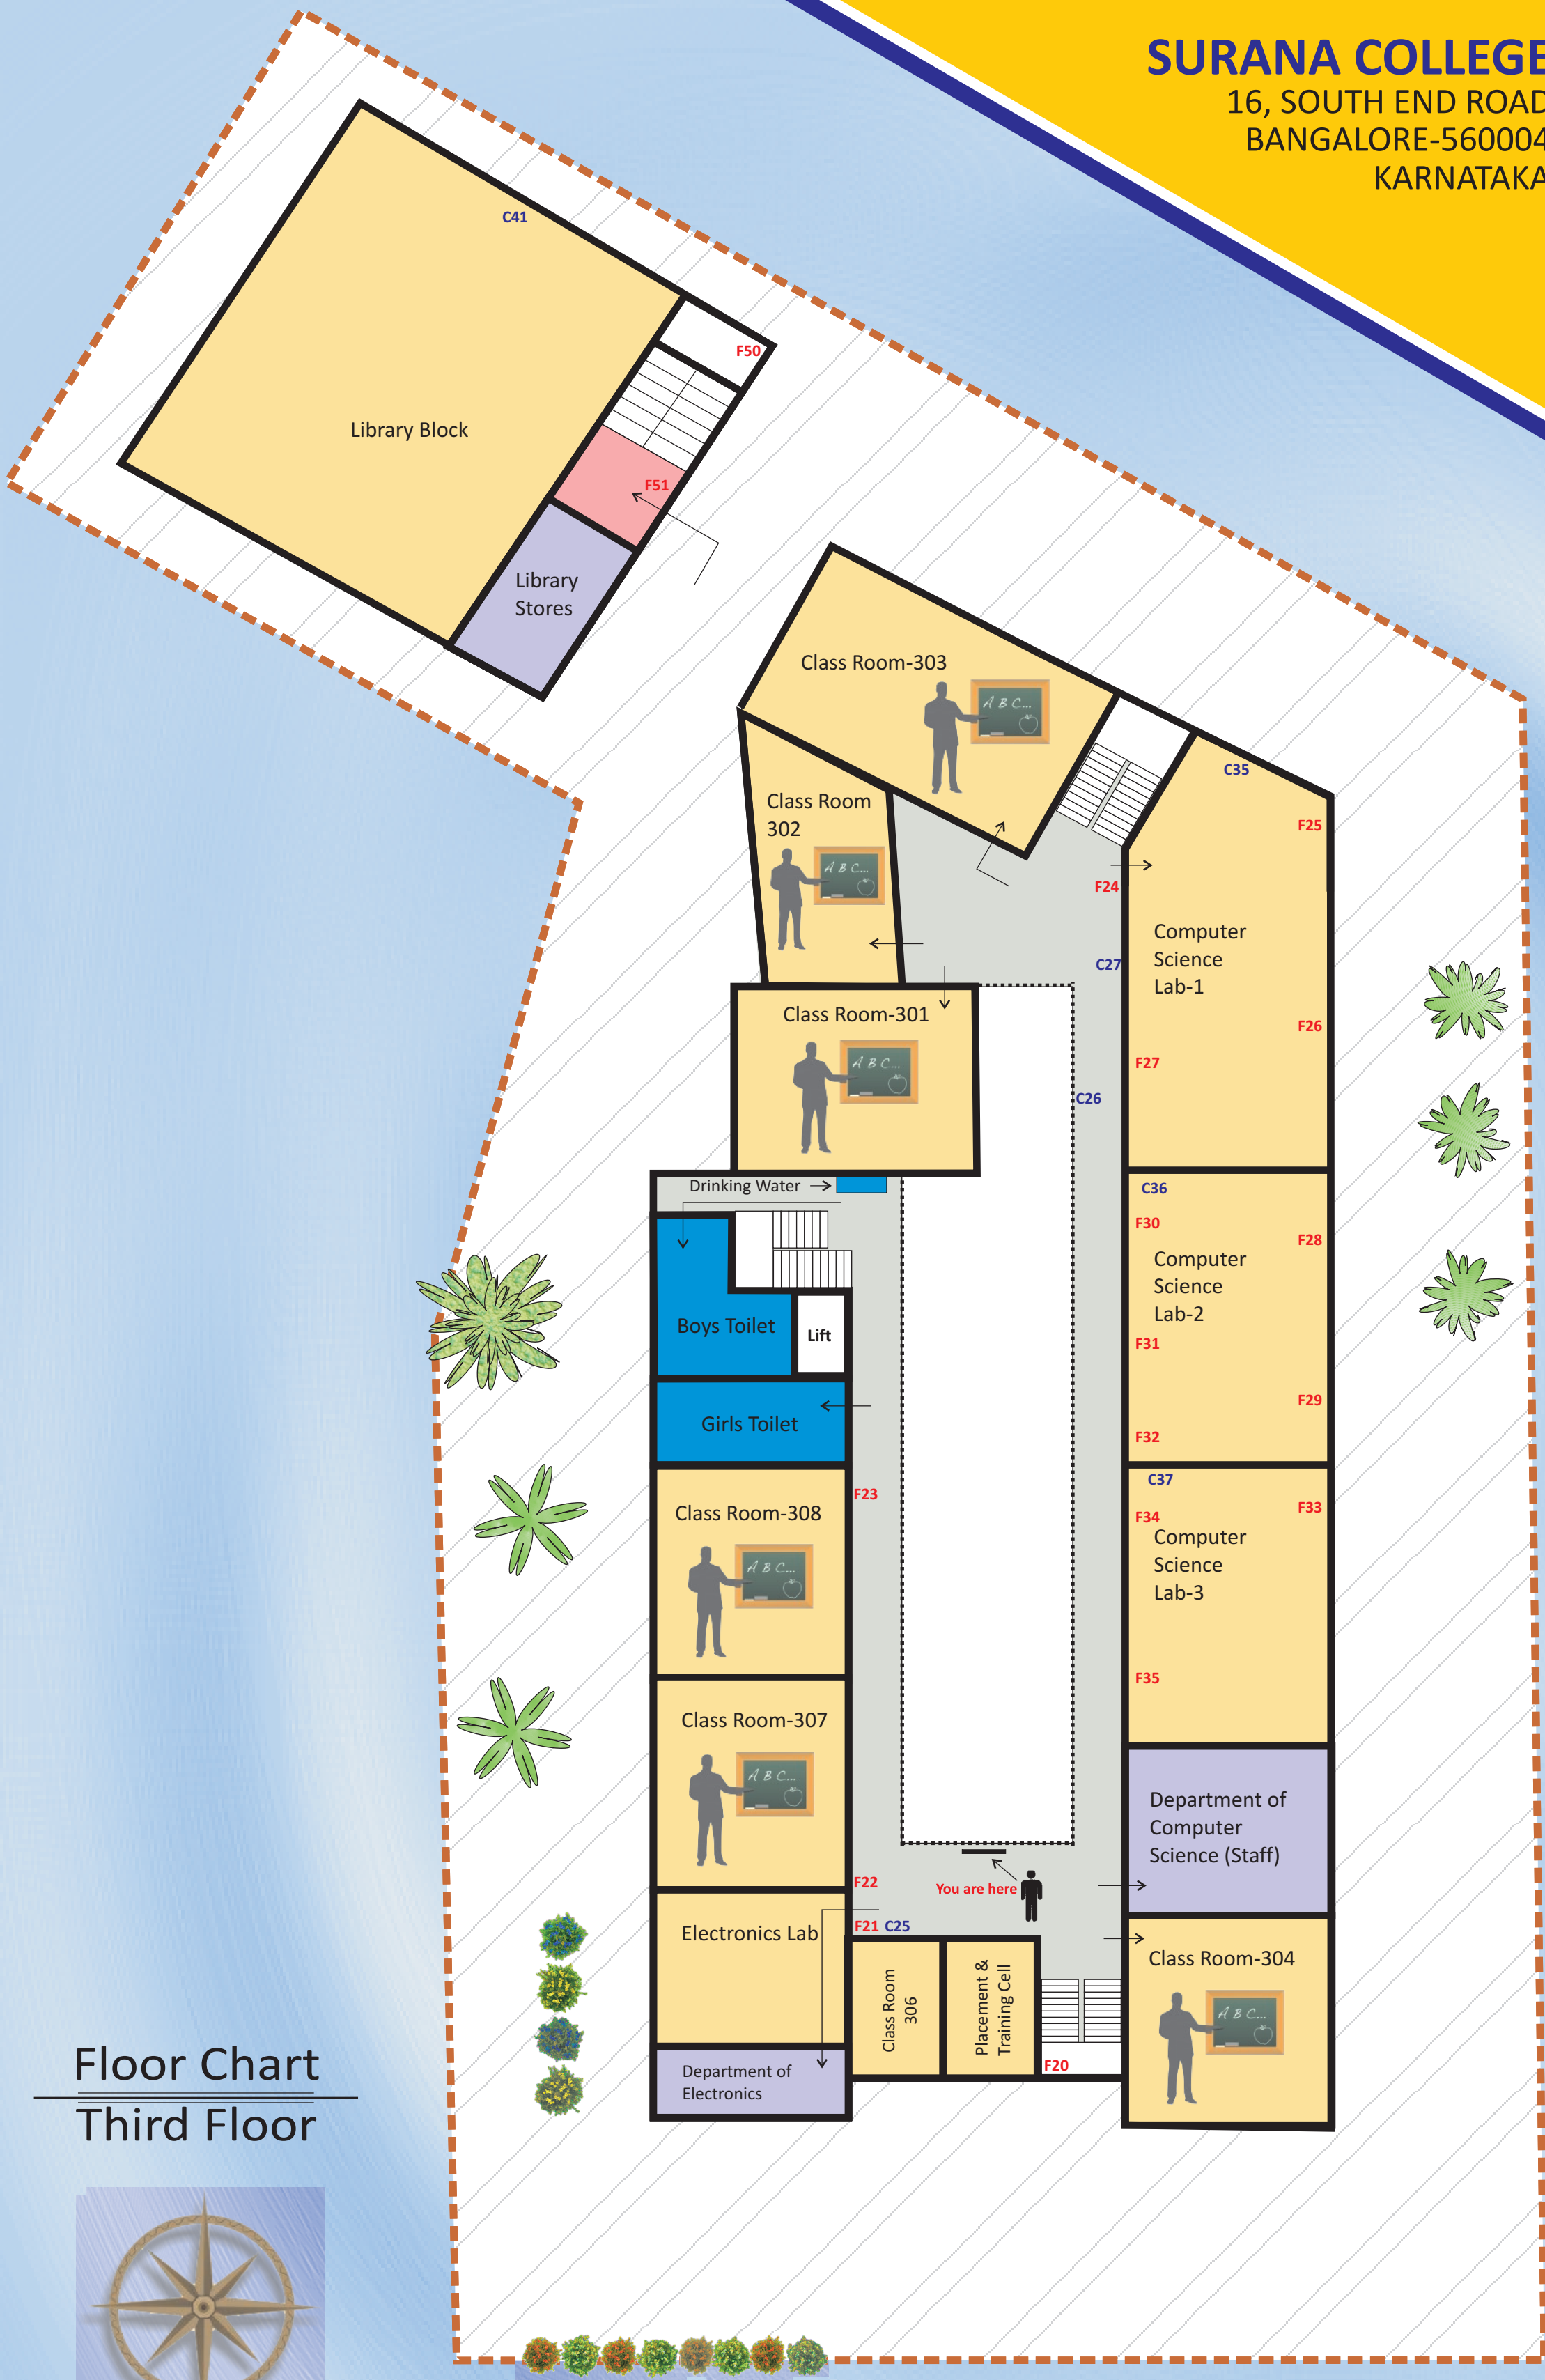 SURANA COLLEGE
16, SOUTH END ROAD
BANGALORE-560004
KARNATAKA
C41
F50
Library Block
F51
Library
Stores
Class Room-303
A B C...
C35
Class Room
302
A B C...
F25
F24
Computer
Science
Lab-1
C27
Class Room-301
A B C...
F26
F27
C26
Drinking Water
C36
F30
F28
Computer
Science
Lab-2
Boys Toilet
Lift
F31
F29
Girls Toilet
F32
C37
F23
F33
F34
Class Room-308
A B C...
Computer
Science
Lab-3
F35
Class Room-307
A B C...
Department of
Computer
Science (Staff)
F22
You are here
F21 C25
Electronics Lab
Class Room-304
A B C...
Class Room
306
Placement &
Training Cell
F20
Department of
Electronics
Floor Chart
Third Floor